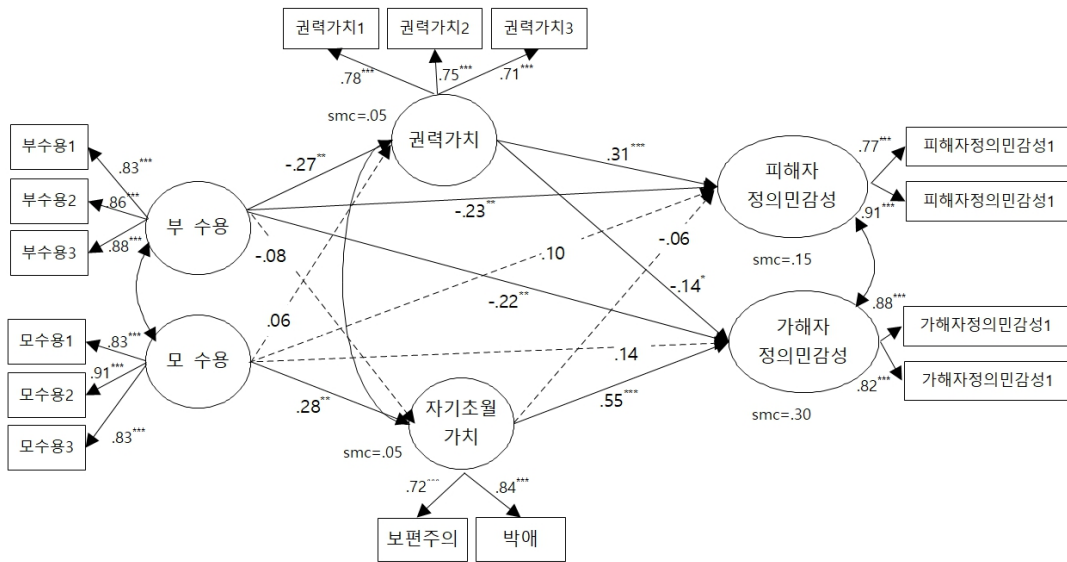 권력가치1
권력가치2
권력가치3
.78***
.75***
.71***
smc=.05
권력가치
부수용1
부수용2
부수용3
.83***
.86***
.88***
부 수용
-.27**
.31***
-.23**
-.08
.10
-.06
-.22**
-.14*
.06
.14
.28**
.55***
피해자
정의민감성
smc=.15
.77***
.91***
피해자정의민감성1
피해자정의민감성1
모수용1
모수용2
모수용3
.83***
.91***
.83***
모 수용
가해자
정의민감성
smc=.30
.88***
.82***
가해자정의민감성1
가해자정의민감성1
자기초월
가치
smc=.05
.72***
.84***
보편주의
박애